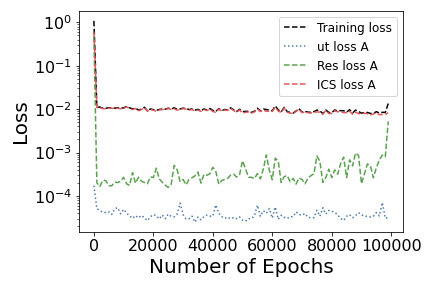 Training loss
ut loss A
Res loss A
ICS loss A
10⁰
10⁻¹
10⁻²
10⁻³
10⁻⁴
Loss
0 20000 40000 60000 80000 100000
Number of Epochs